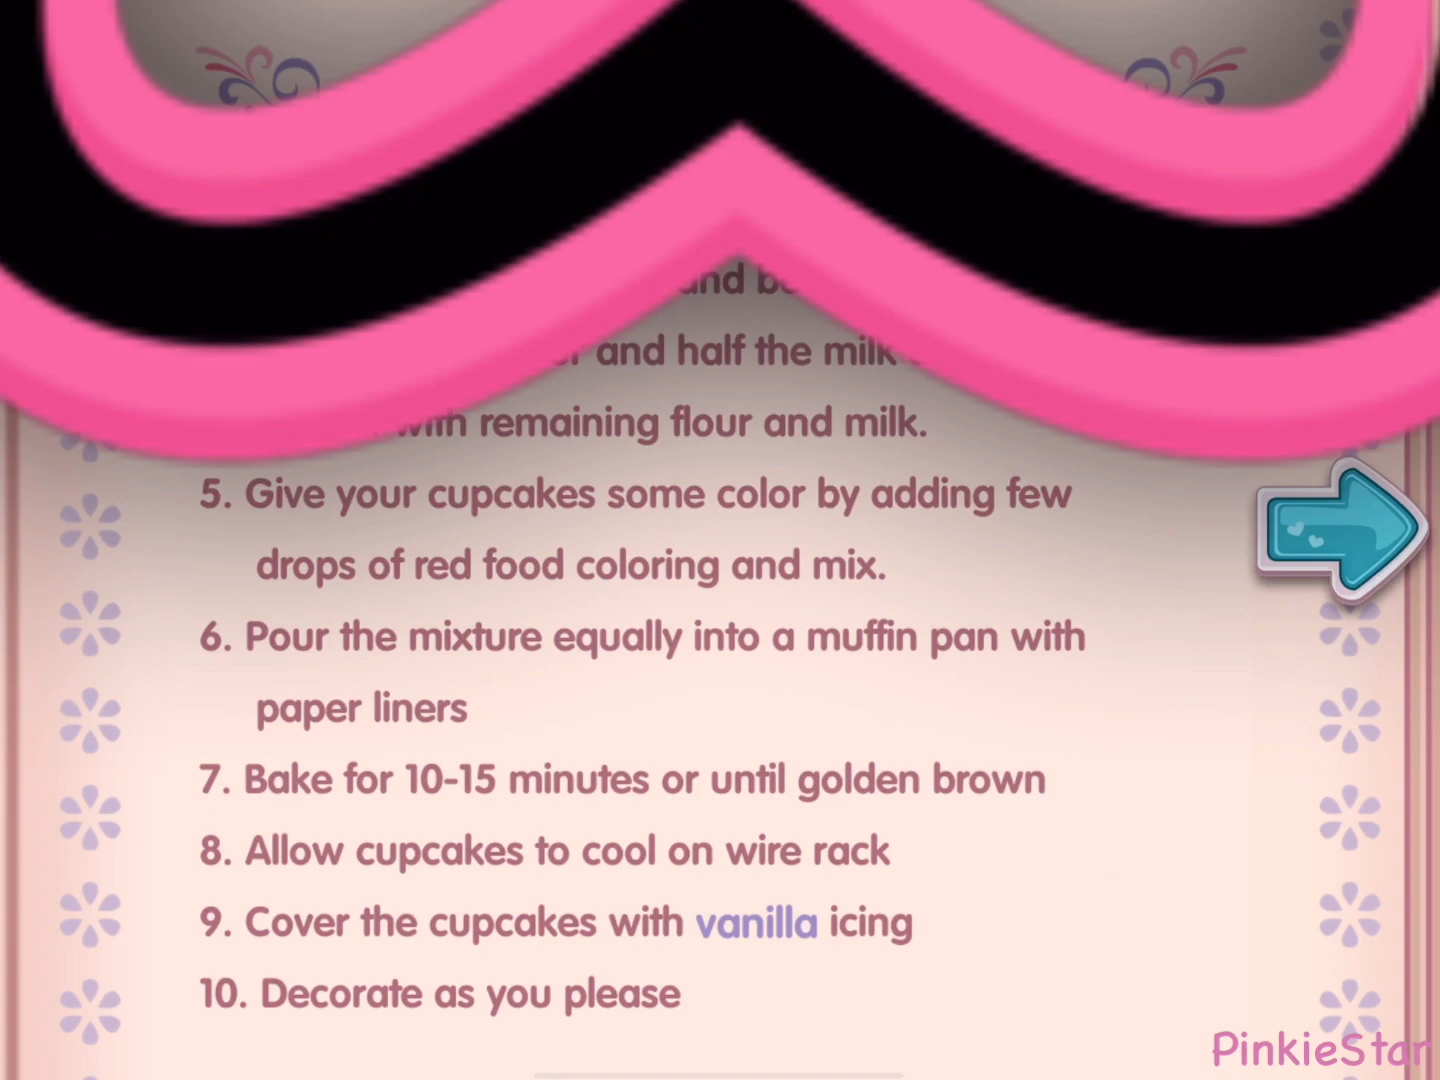 and
and half the milk
with remaining flour and milk.
5. Give your cupcakes some color by adding few
drops of red food coloring and mix.
6. Pour the mixture equally into a muffin pan with
paper liners
7. Bake for 10-15 minutes or until golden brown
8. Allow cupcakes to cool on wire rack
9. Cover the cupcakes with vanilla icing
10. Decorate as you please
PinkieStar